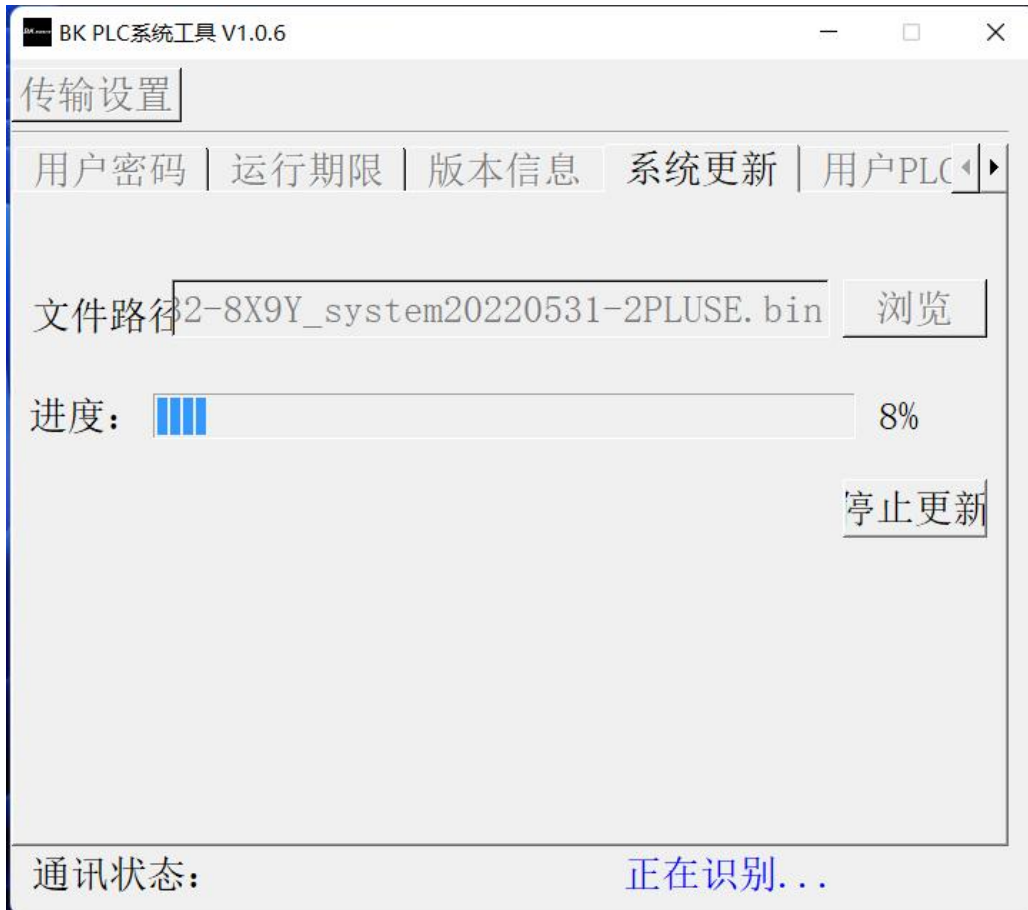 BK PLC系统工具 V1.0.6
传输设置
用户密码 运行期限 版本信息 系统更新 用户PLC
文件路径 32-8X9Y_system20220531-2PLUSE.bin 浏览
进度： 8%
停止更新
通讯状态： 正在识别...